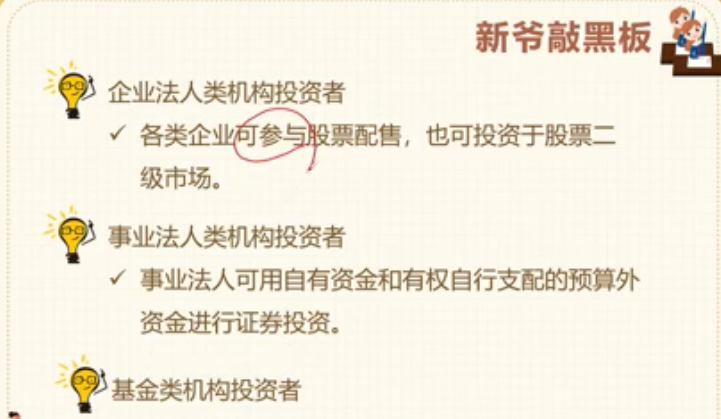 新爷敲黑板
企业法人类机构投资者
✓ 各类企业可参与股票配售，也可投资于股票二
级市场。
事业法人类机构投资者
✓ 事业法人可用自有资金和有权自行支配的预算外
资金进行证券投资。
基金类机构投资者